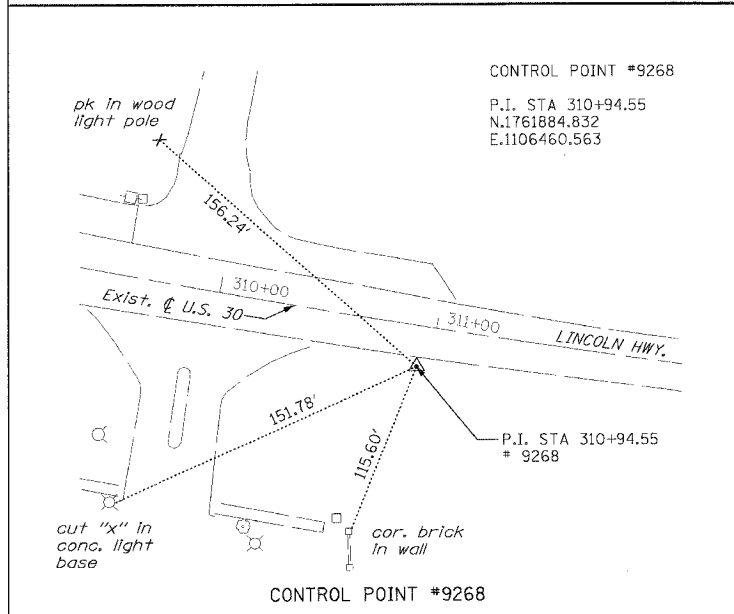 CONTROL POINT #9268
P.I. STA 310+94.55
N.1761884.832
E.1106460.563
pk in wood
light pole
156.24'
310+00
Exist. ℄ U.S. 30
311+00
LINCOLN HWY.
151.78'
115.60'
P.I. STA 310+94.55
# 9268
cut "x" in
conc. light
base
cor. brick
in wall
CONTROL POINT #9268